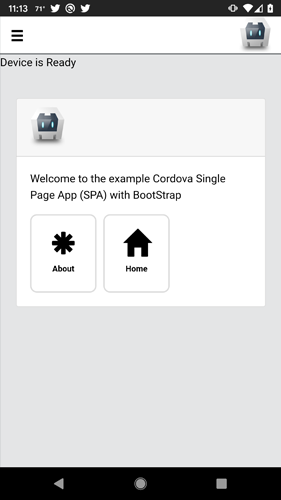 11:13 71°
Device is Ready
Welcome to the example Cordova Single
Page App (SPA) with BootStrap
About Home